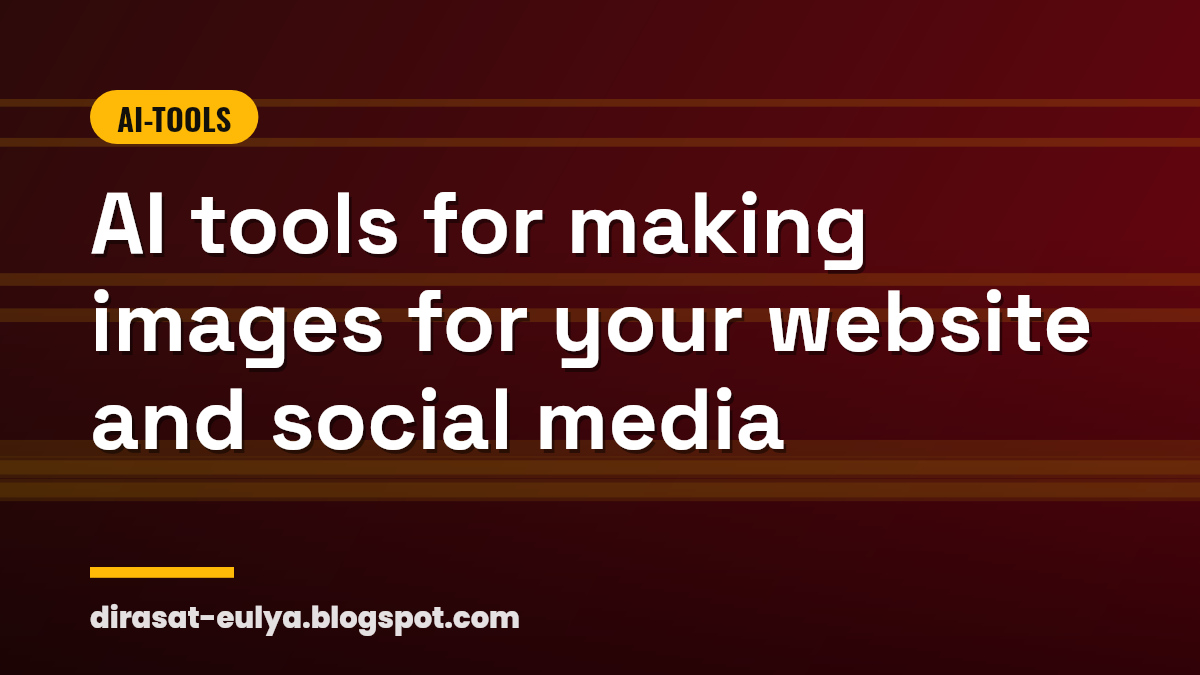 AI-TOOLS
AI tools for making
images for your website
and social media
dirasat-eulya.blogspot.com